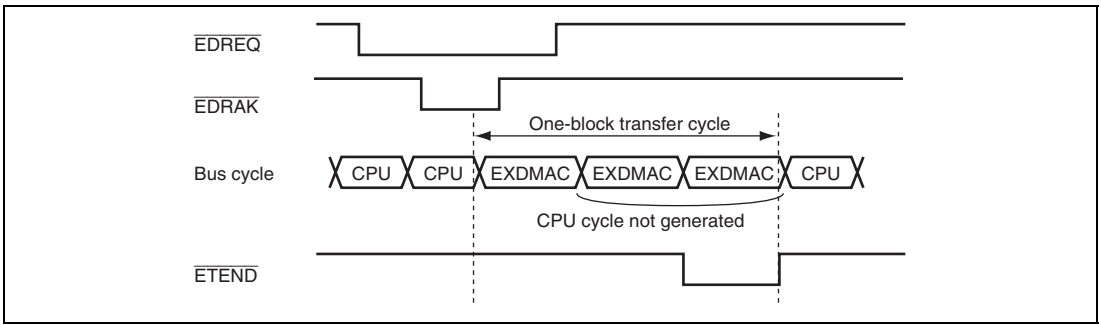 EDREQ
EDRAK
One-block transfer cycle
Bus cycle CPU CPU EXDMAC EXDMAC EXDMAC CPU
CPU cycle not generated
ETEND